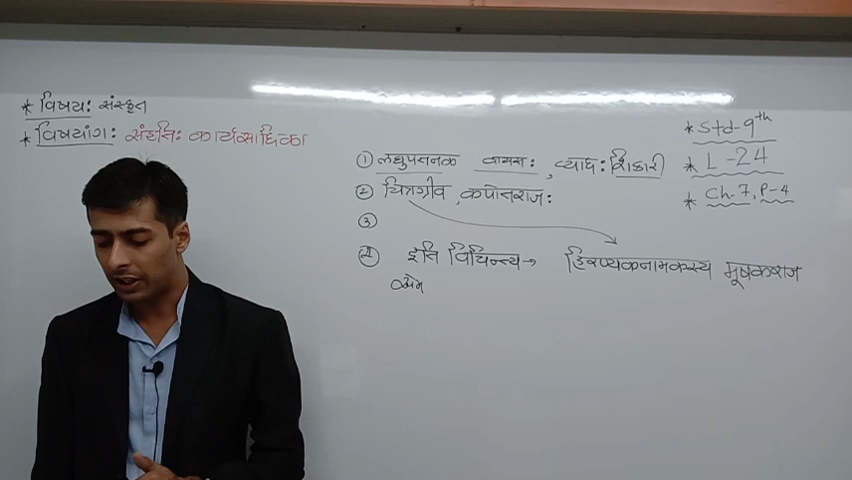 * विषय: संस्कृत
* विषयांग: संहति: कार्यसाधिका
① लघुपतनक वायस: , व्याध: शिकारी
② चित्रग्रीव , कपोतराज:
③
④ इति विचिन्त्य → हिरण्यकनामकस्य मूषकराज
* Std-9th
* L-24
* Ch.7, P-4